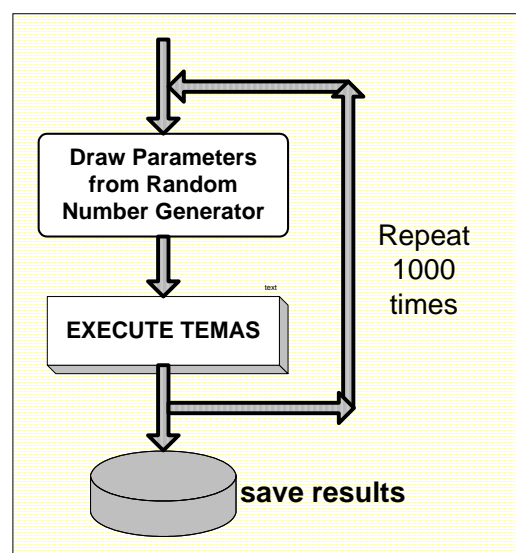 Draw Parameters
from Random
Number Generator
Repeat
1000
times
text
EXECUTE TEMAS
save results